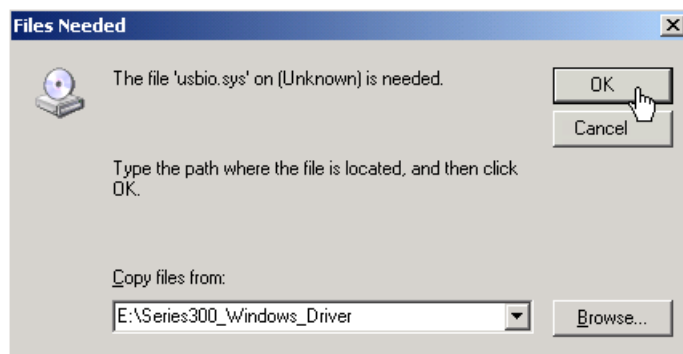 Files Needed
The file 'usbio.sys' on (Unknown) is needed.
OK
Cancel
Type the path where the file is located, and then click
OK.
Copy files from:
E:\Series300_Windows_Driver
Browse...